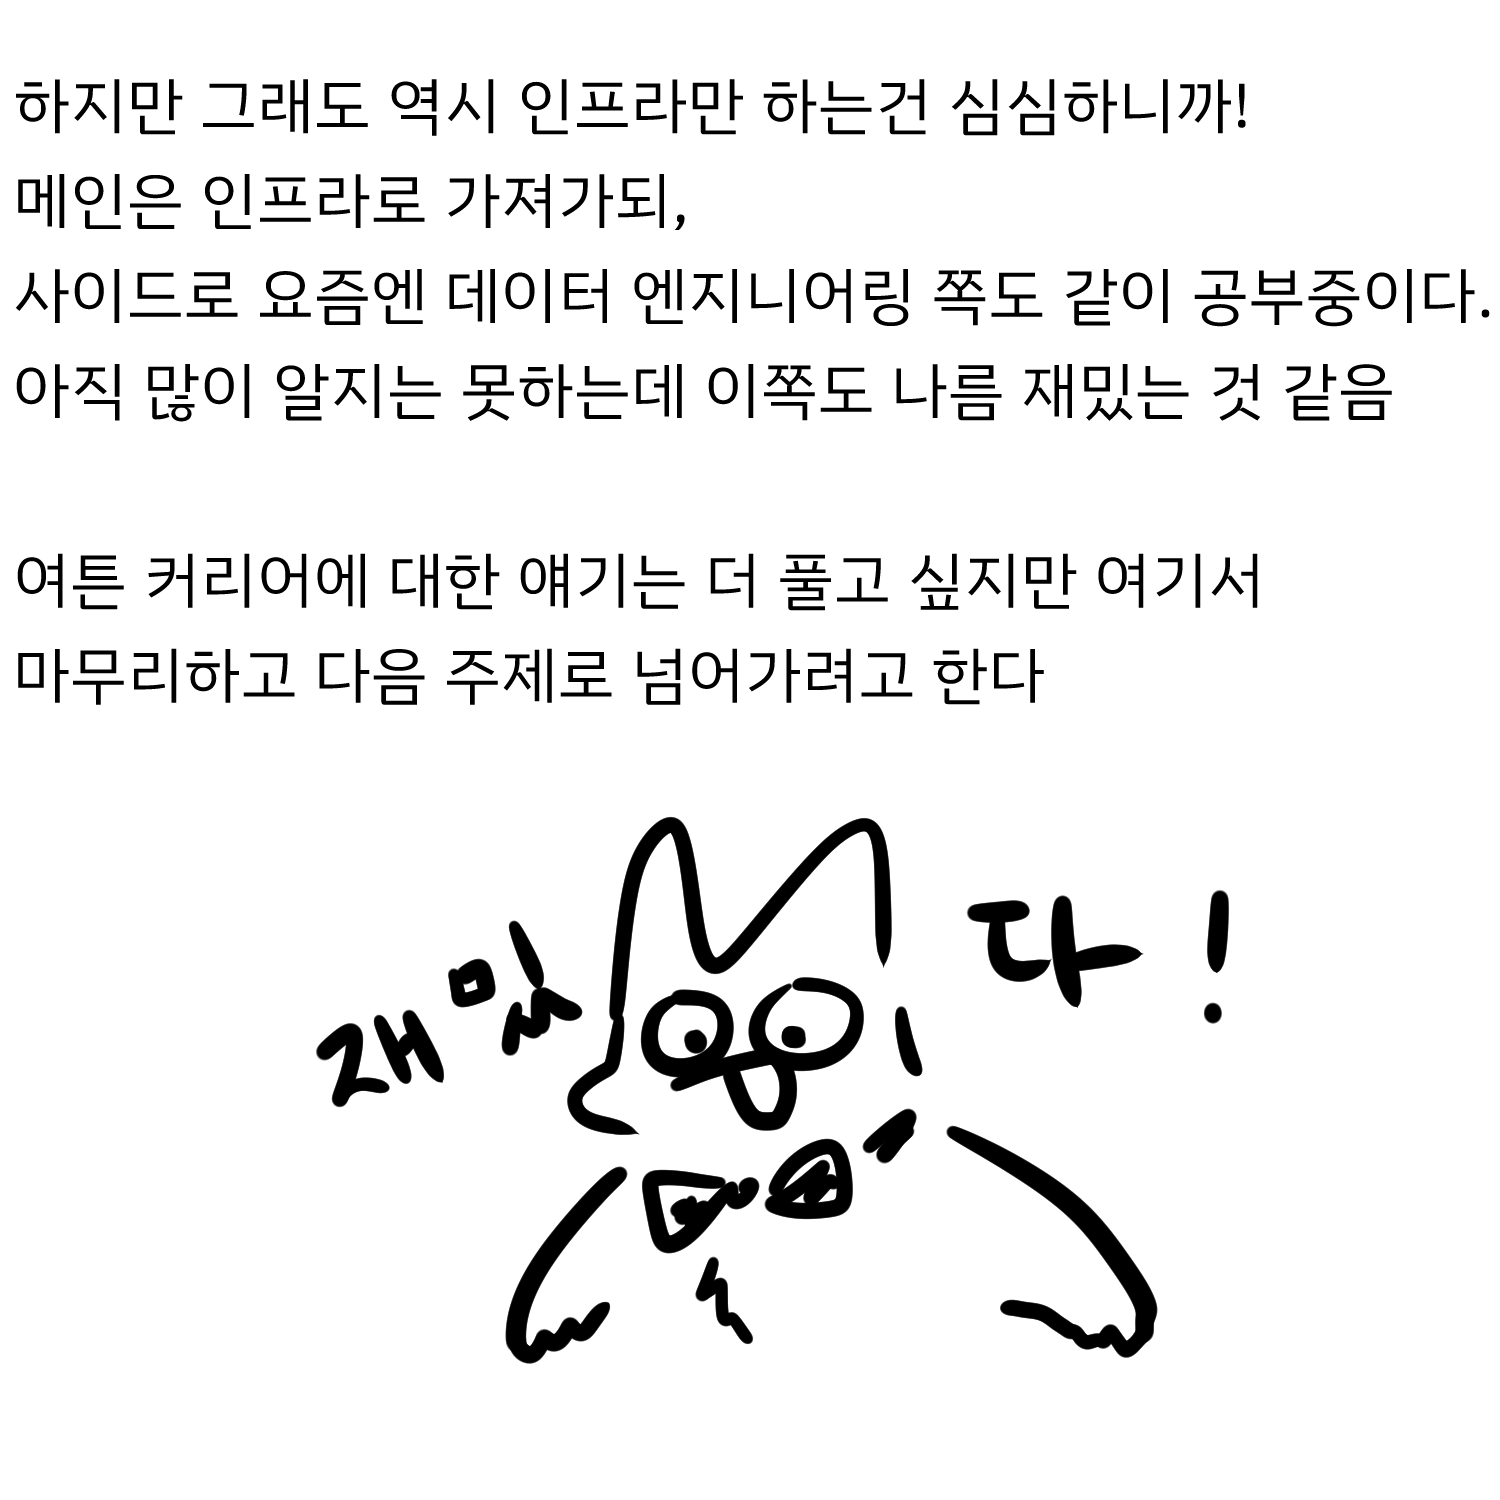 하지만 그래도 역시 인프라만 하는건 심심하니까!
메인은 인프라로 가져가되,
사이드로 요즘엔 데이터 엔지니어링 쪽도 같이 공부중이다.
아직 많이 알지는 못하는데 이쪽도 나름 재밌는 것 같음
여튼 커리어에 대한 얘기는 더 풀고 싶지만 여기서
마무리하고 다음 주제로 넘어가려고 한다
재밌다!